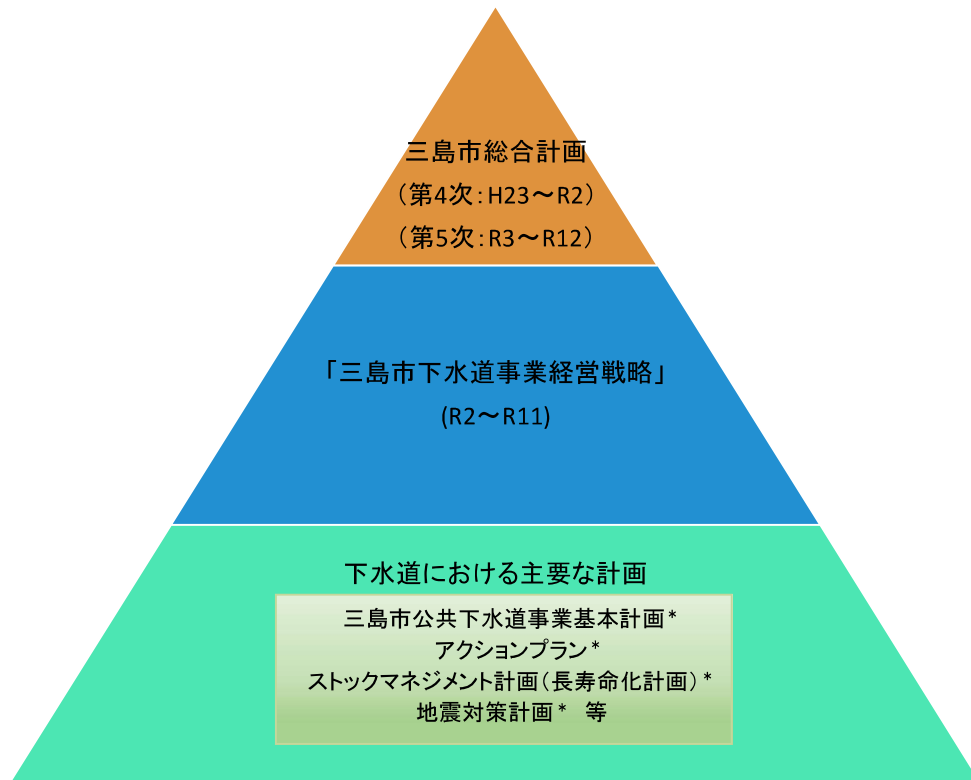 三島市総合計画
（第4次：H23～R2）
（第5次：R3～R12）
「三島市下水道事業経営戦略」
(R2～R11)
下水道における主要な計画
三島市公共下水道事業基本計画*
アクションプラン*
ストックマネジメント計画（長寿命化計画）*
地震対策計画*　等